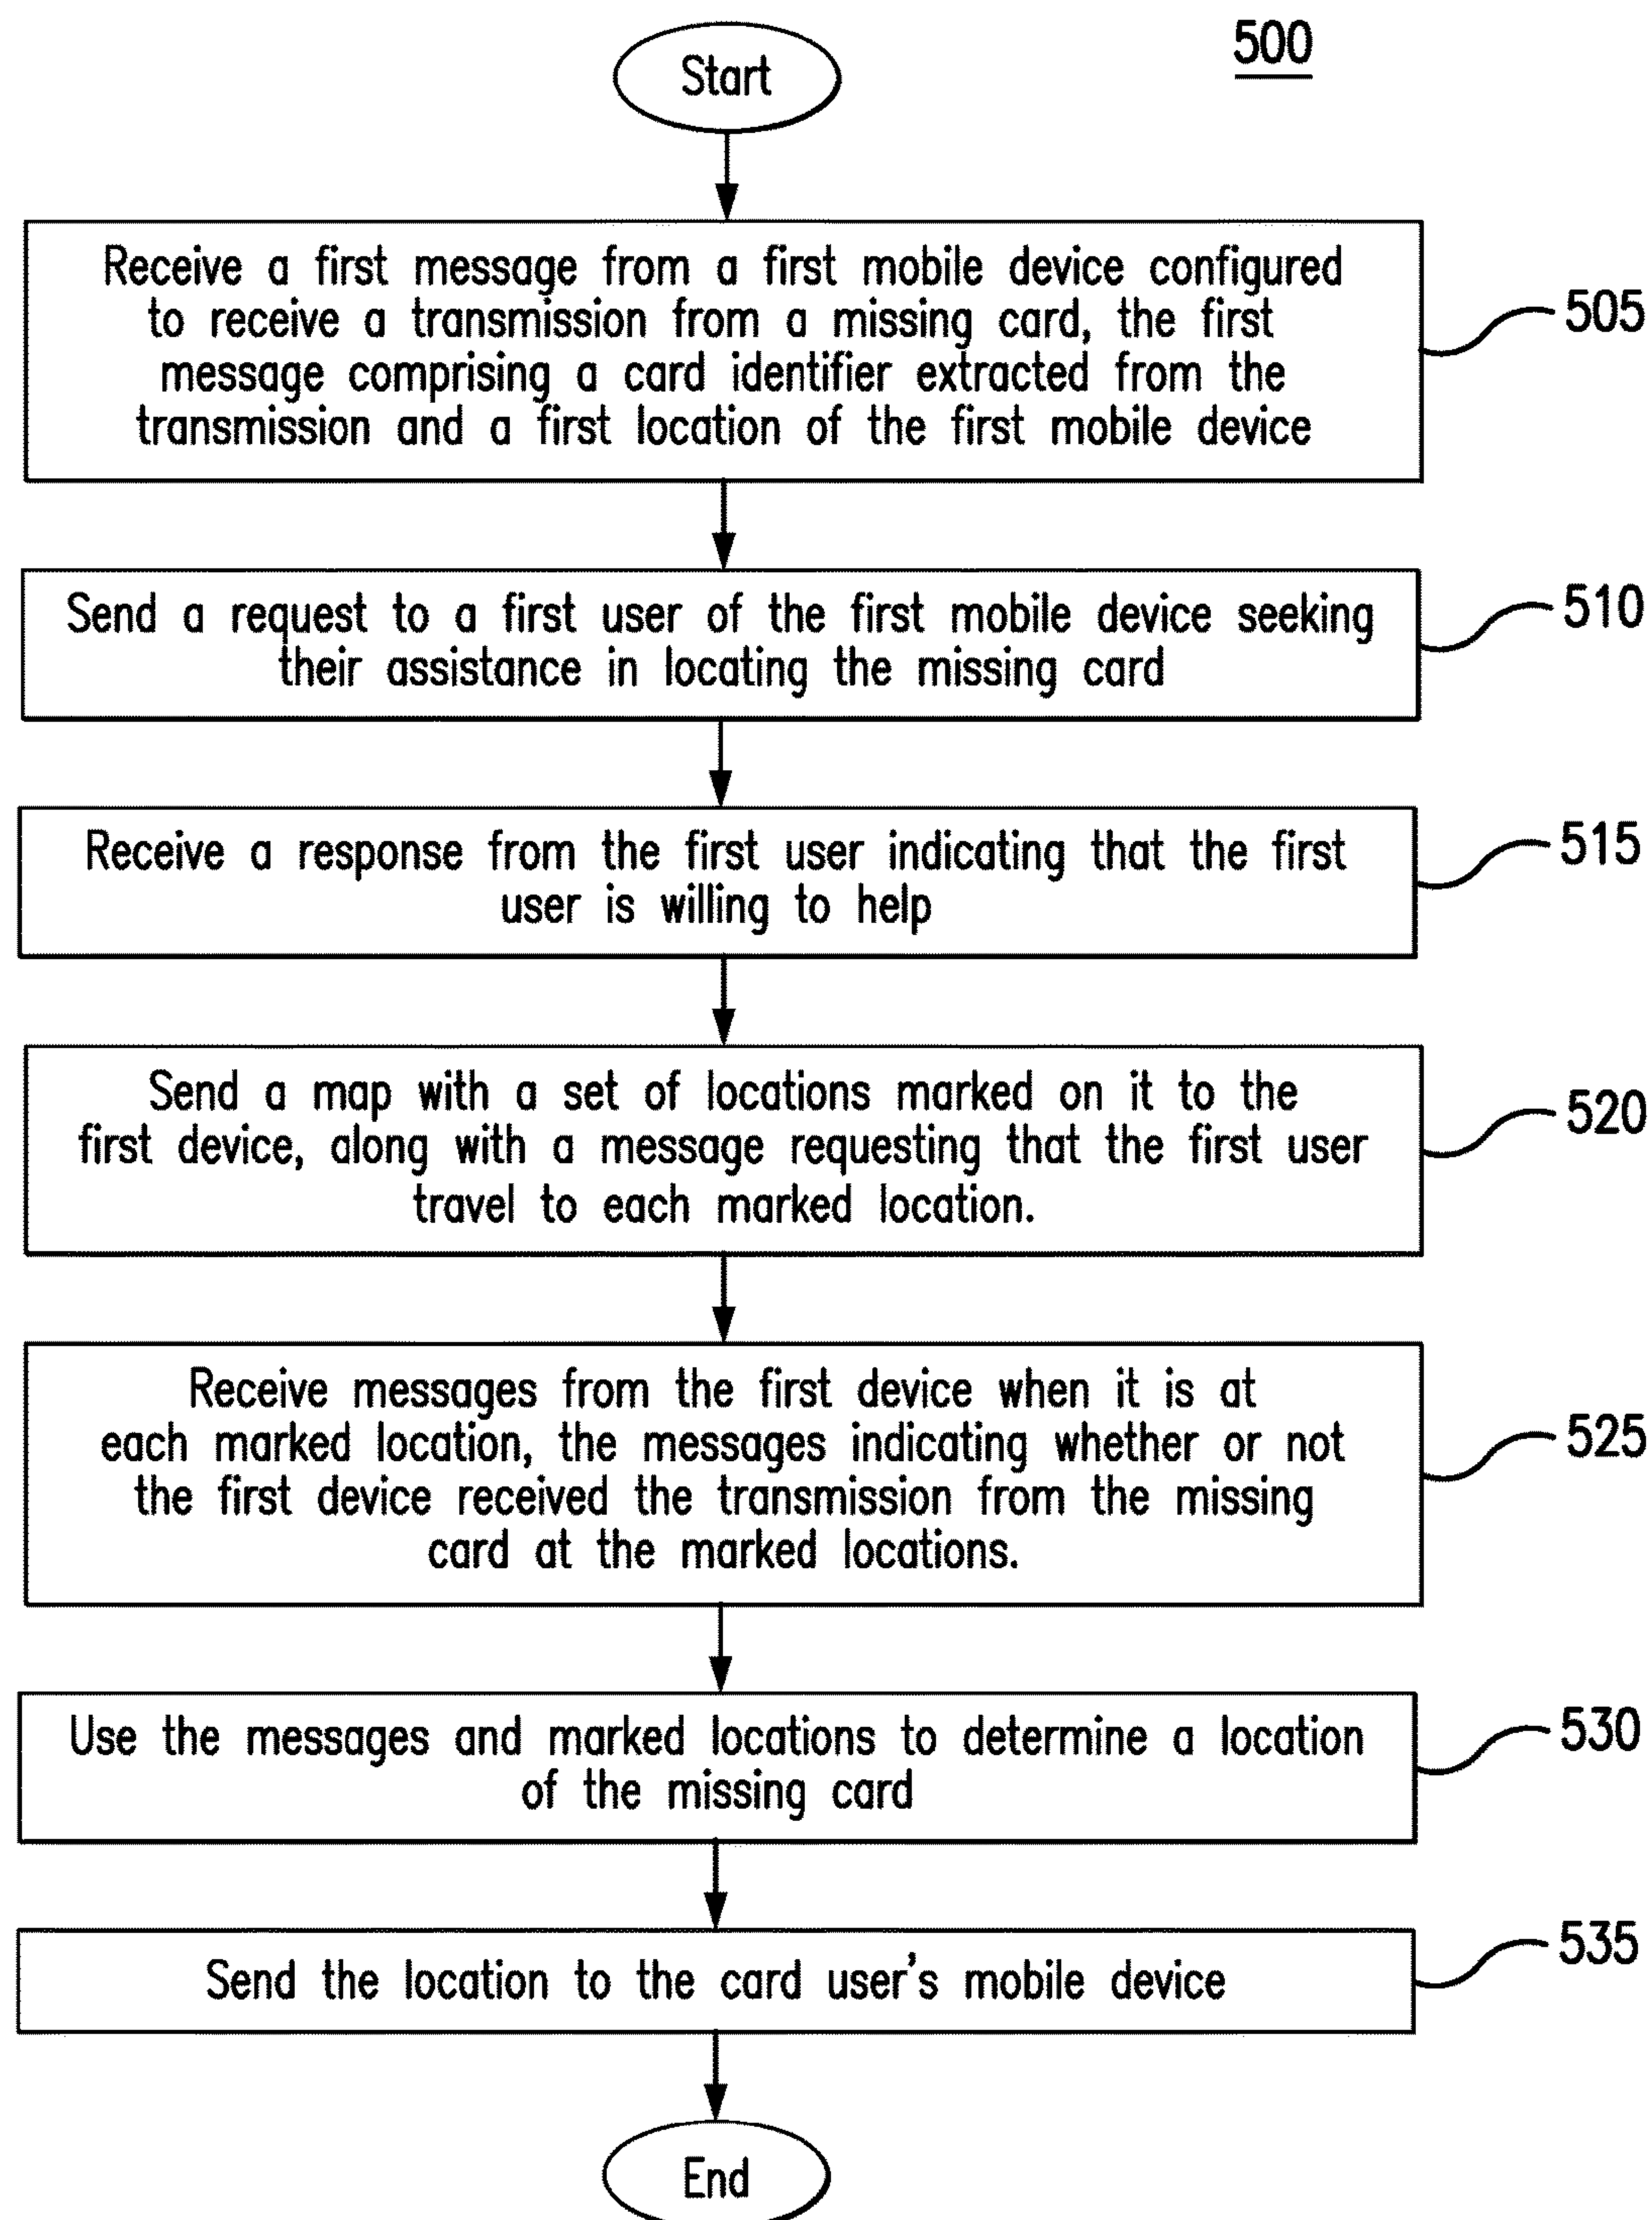 500
Start
Receive a first message from a first mobile device configured
to receive a transmission from a missing card, the first
message comprising a card identifier extracted from the
transmission and a first location of the first mobile device
505
Send a request to a first user of the first mobile device seeking
their assistance in locating the missing card
510
Receive a response from the first user indicating that the first
user is willing to help
515
Send a map with a set of locations marked on it to the
first device, along with a message requesting that the first user
travel to each marked location.
520
Receive messages from the first device when it is at
each marked location, the messages indicating whether or not
the first device received the transmission from the missing
card at the marked locations.
525
Use the messages and marked locations to determine a location
of the missing card
530
Send the location to the card user's mobile device
535
End